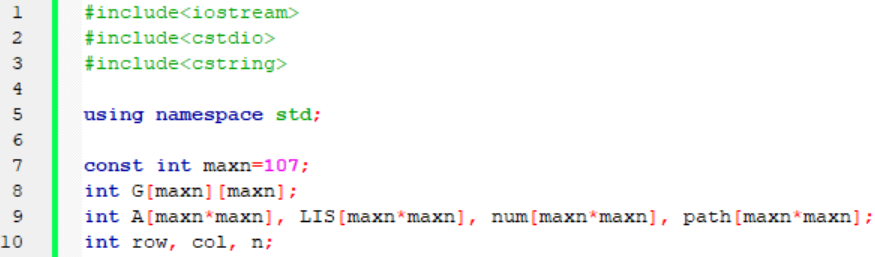 1 #include<iostream>
2 #include<cstdio>
3 #include<cstring>
4
5 using namespace std;
6
7 const int maxn=107;
8 int G[maxn][maxn];
9 int A[maxn*maxn], LIS[maxn*maxn], num[maxn*maxn], path[maxn*maxn];
10 int row, col, n;